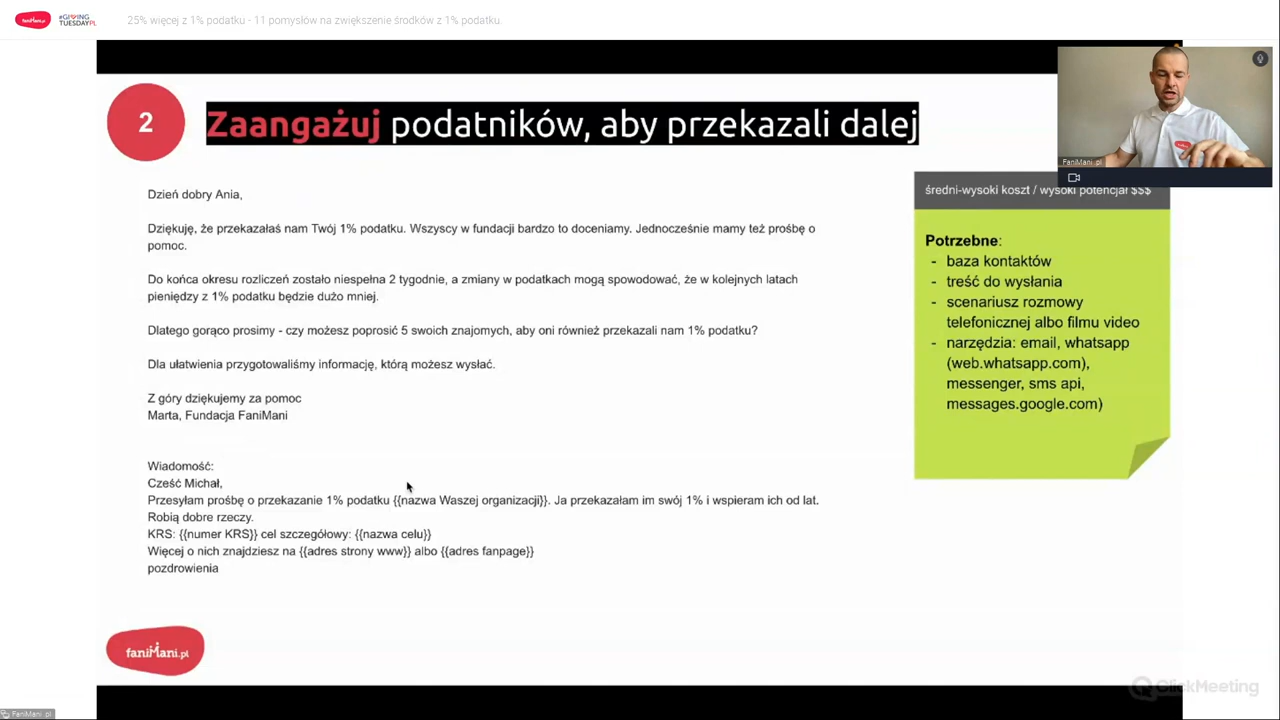 #GIVING
TUESDAYPL
25% więcej z 1% podatku - 11 pomysłów na zwiększenie środków z 1% podatku.
2
Zaangażuj podatników, aby przekazali dalej
FaniMani .pl
średni-wysoki koszt / wysoki potencjał $$$
Dzień dobry Ania,
Dziękuję, że przekazałaś nam Twój 1% podatku. Wszyscy w fundacji bardzo to doceniamy. Jednocześnie mamy też prośbę o
pomoc.
Do końca okresu rozliczeń zostało niespełna 2 tygodnie, a zmiany w podatkach mogą spowodować, że w kolejnych latach
pieniędzy z 1% podatku będzie dużo mniej.
Dlatego gorąco prosimy - czy możesz poprosić 5 swoich znajomych, aby oni również przekazali nam 1% podatku?
Dla ułatwienia przygotowaliśmy informację, którą możesz wysłać.
Z góry dziękujemy za pomoc
Marta, Fundacja FaniMani
Wiadomość:
Cześć Michał,
Przesyłam prośbę o przekazanie 1% podatku {{nazwa Waszej organizacji}}. Ja przekazałam im swój 1% i wspieram ich od lat.
Robią dobre rzeczy.
KRS: {{numer KRS}} cel szczegółowy: {{nazwa celu}}
Więcej o nich znajdziesz na {{adres strony www}} albo {{adres fanpage}}
pozdrowienia
Potrzebne:
- baza kontaktów
- treść do wysłania
- scenariusz rozmowy
telefonicznej albo filmu video
- narzędzia: email, whatsapp
(web.whatsapp.com),
messenger, sms api,
messages.google.com)
faniMani.pl
ClickMeeting
FaniMani .pl